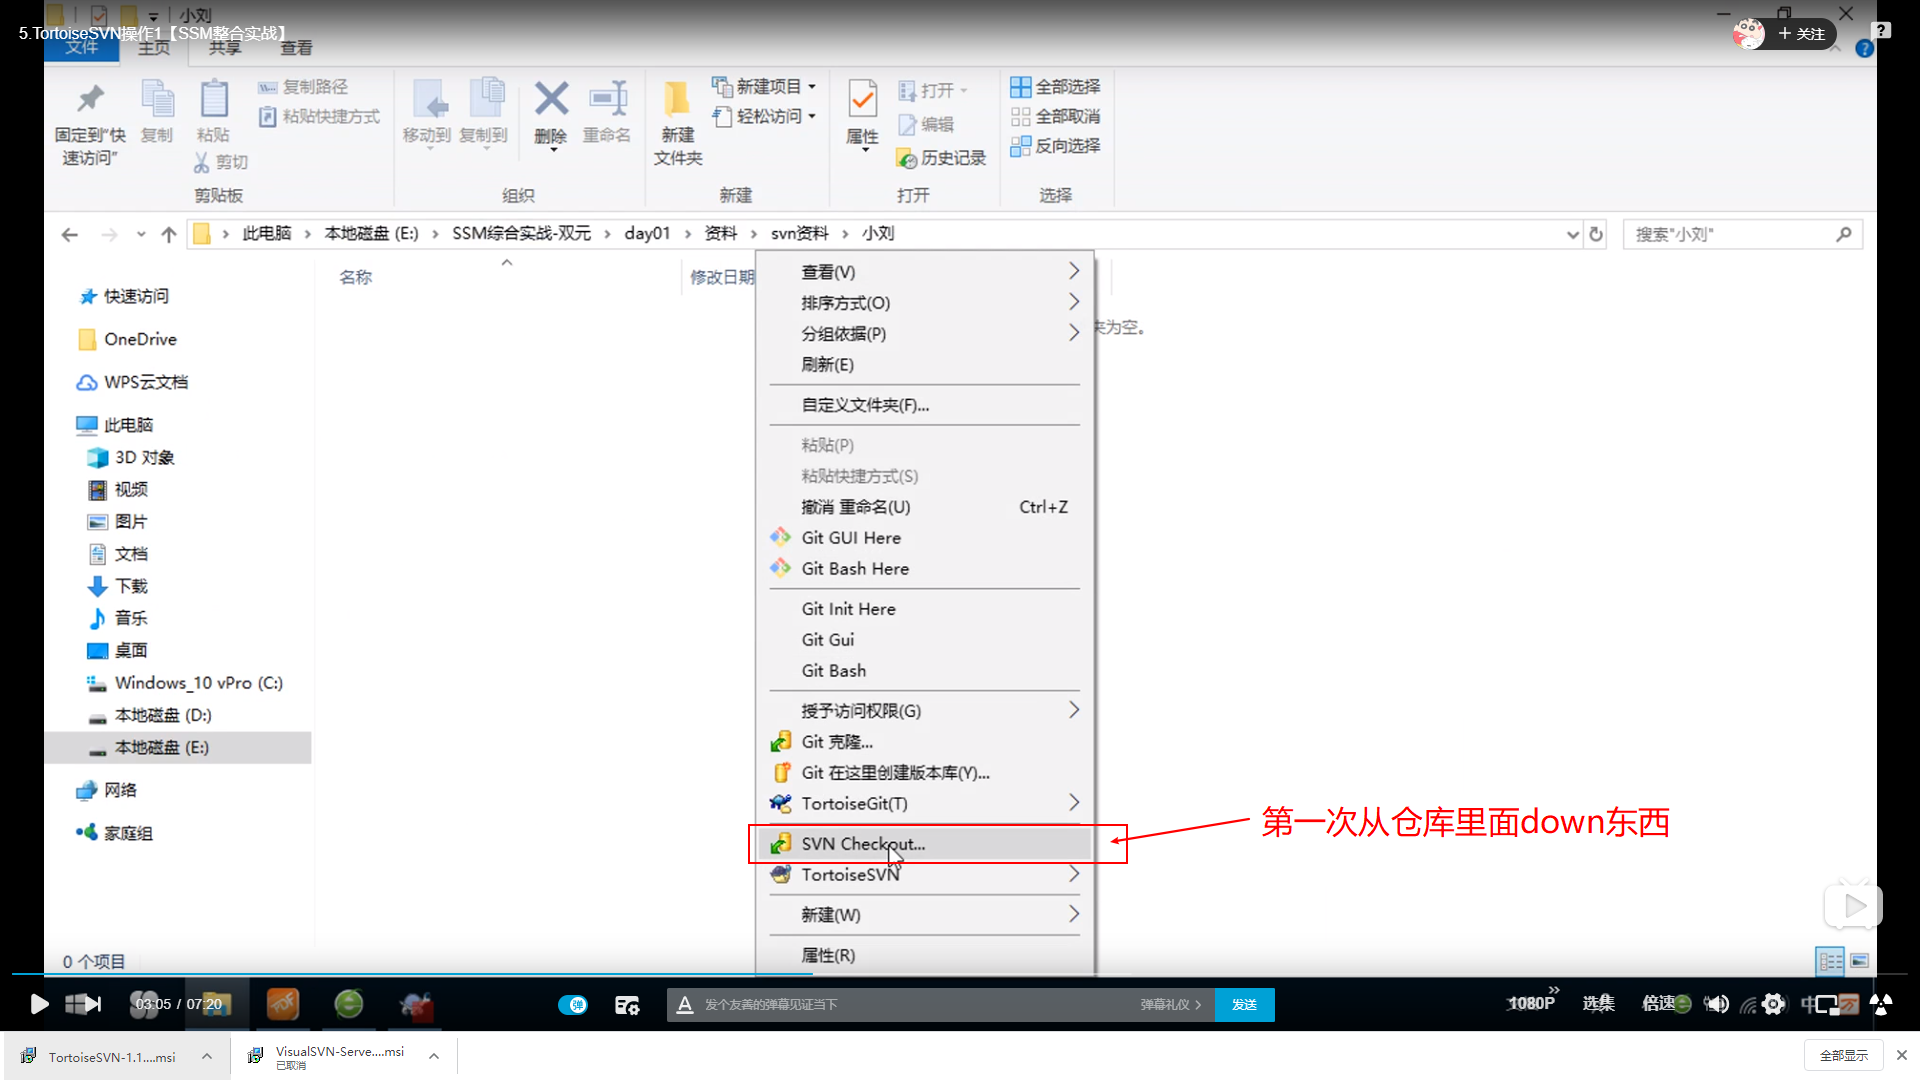 小刘
5.TortoiseSVN操作1【SSM整合实战】
+ 关注
文件 主页 共享 查看
固定到"快速访问"
复制
粘贴
复制路径
粘贴快捷方式
剪切
剪贴板
移动到
复制到
删除
重命名
组织
新建文件夹
新建项目
轻松访问
新建
属性
打开
编辑
历史记录
打开
全部选择
全部取消
反向选择
选择
此电脑 > 本地磁盘 (E:) > SSM综合实战-双元 > day01 > 资料 > svn资料 > 小刘
搜索"小刘"
名称
修改日期
夹为空。
快速访问
OneDrive
WPS云文档
此电脑
3D 对象
视频
图片
文档
下载
音乐
桌面
Windows_10 vPro (C:)
本地磁盘 (D:)
本地磁盘 (E:)
网络
家庭组
查看(V)
排序方式(O)
分组依据(P)
刷新(E)
自定义文件夹(F)...
粘贴(P)
粘贴快捷方式(S)
撤消 重命名(U) Ctrl+Z
Git GUI Here
Git Bash Here
Git Init Here
Git Gui
Git Bash
授予访问权限(G)
Git 克隆...
Git 在这里创建版本库(Y)...
TortoiseGit(T)
SVN Checkout...
TortoiseSVN
新建(W)
属性(R)
第一次从仓库里面down东西
0 个项目
03:05 / 07:20
弹
发个友善的弹幕见证当下
弹幕礼仪 >
发送
1080P
选集
倍速
中
TortoiseSVN-1.1....msi
VisualSVN-Serve....msi
已取消
全部显示